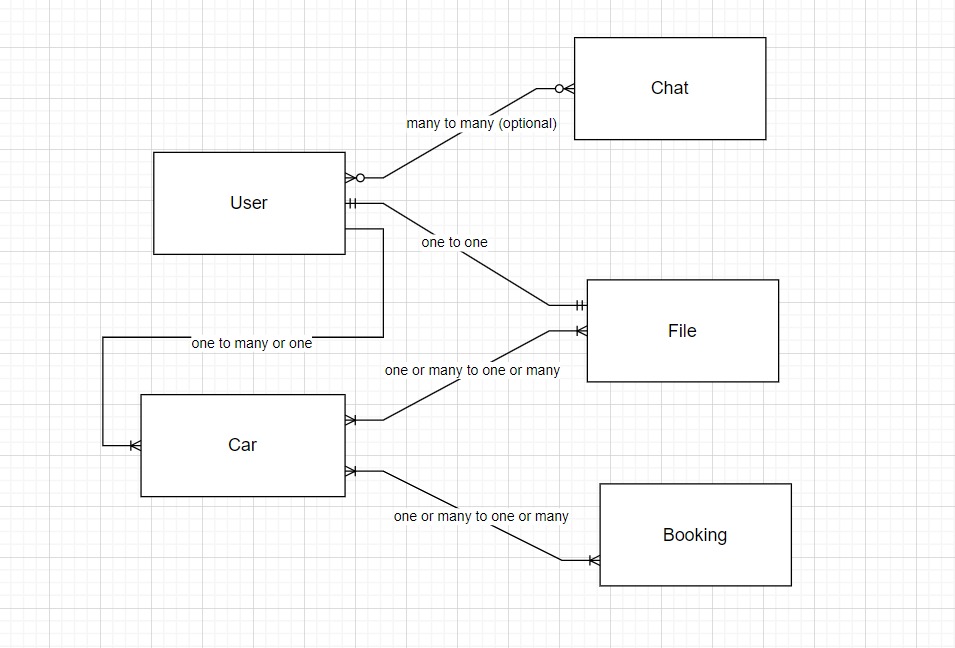 Chat
many to many (optional)
User
one to one
File
one to many or one
one or many to one or many
Car
one or many to one or many
Booking